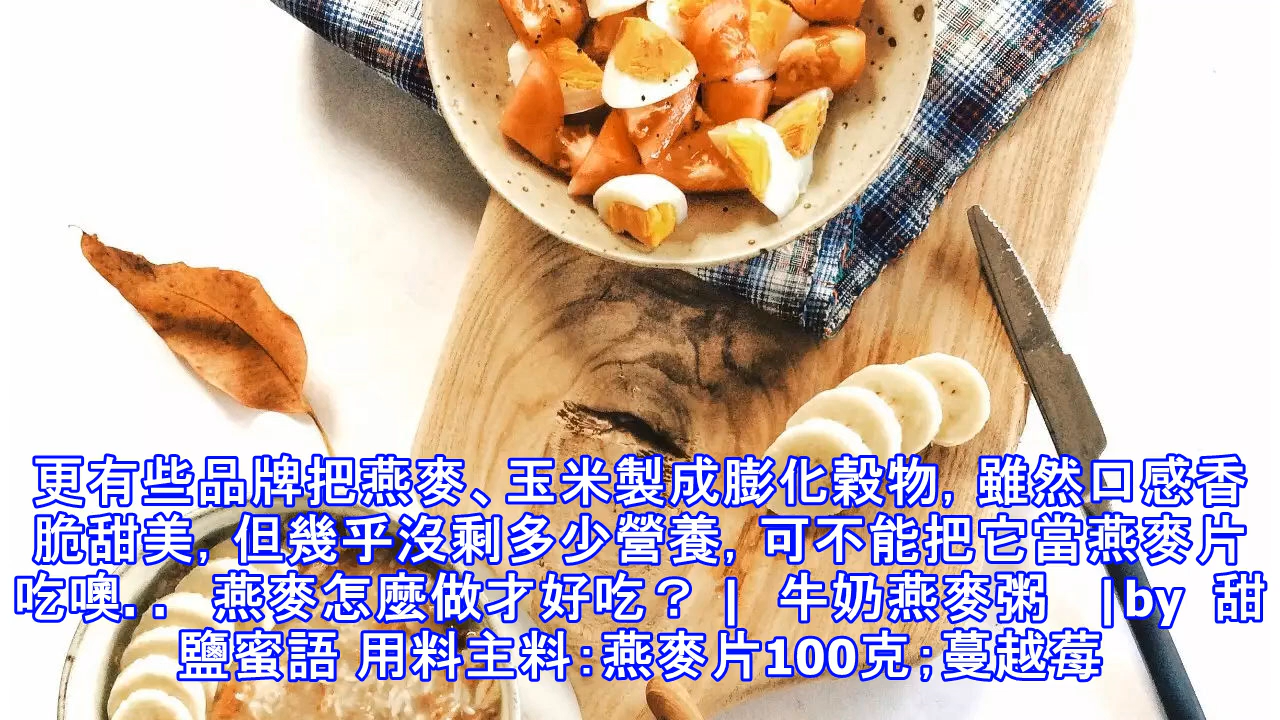 更有些品牌把燕麥、玉米製成膨化穀物, 雖然口感香
脆甜美, 但幾乎沒剩多少營養, 可不能把它當燕麥片
吃噢.. 燕麥怎麼做才好吃？ | 牛奶燕麥粥 |by 甜
鹽蜜語 用料主料:燕麥片100克;蔓越莓